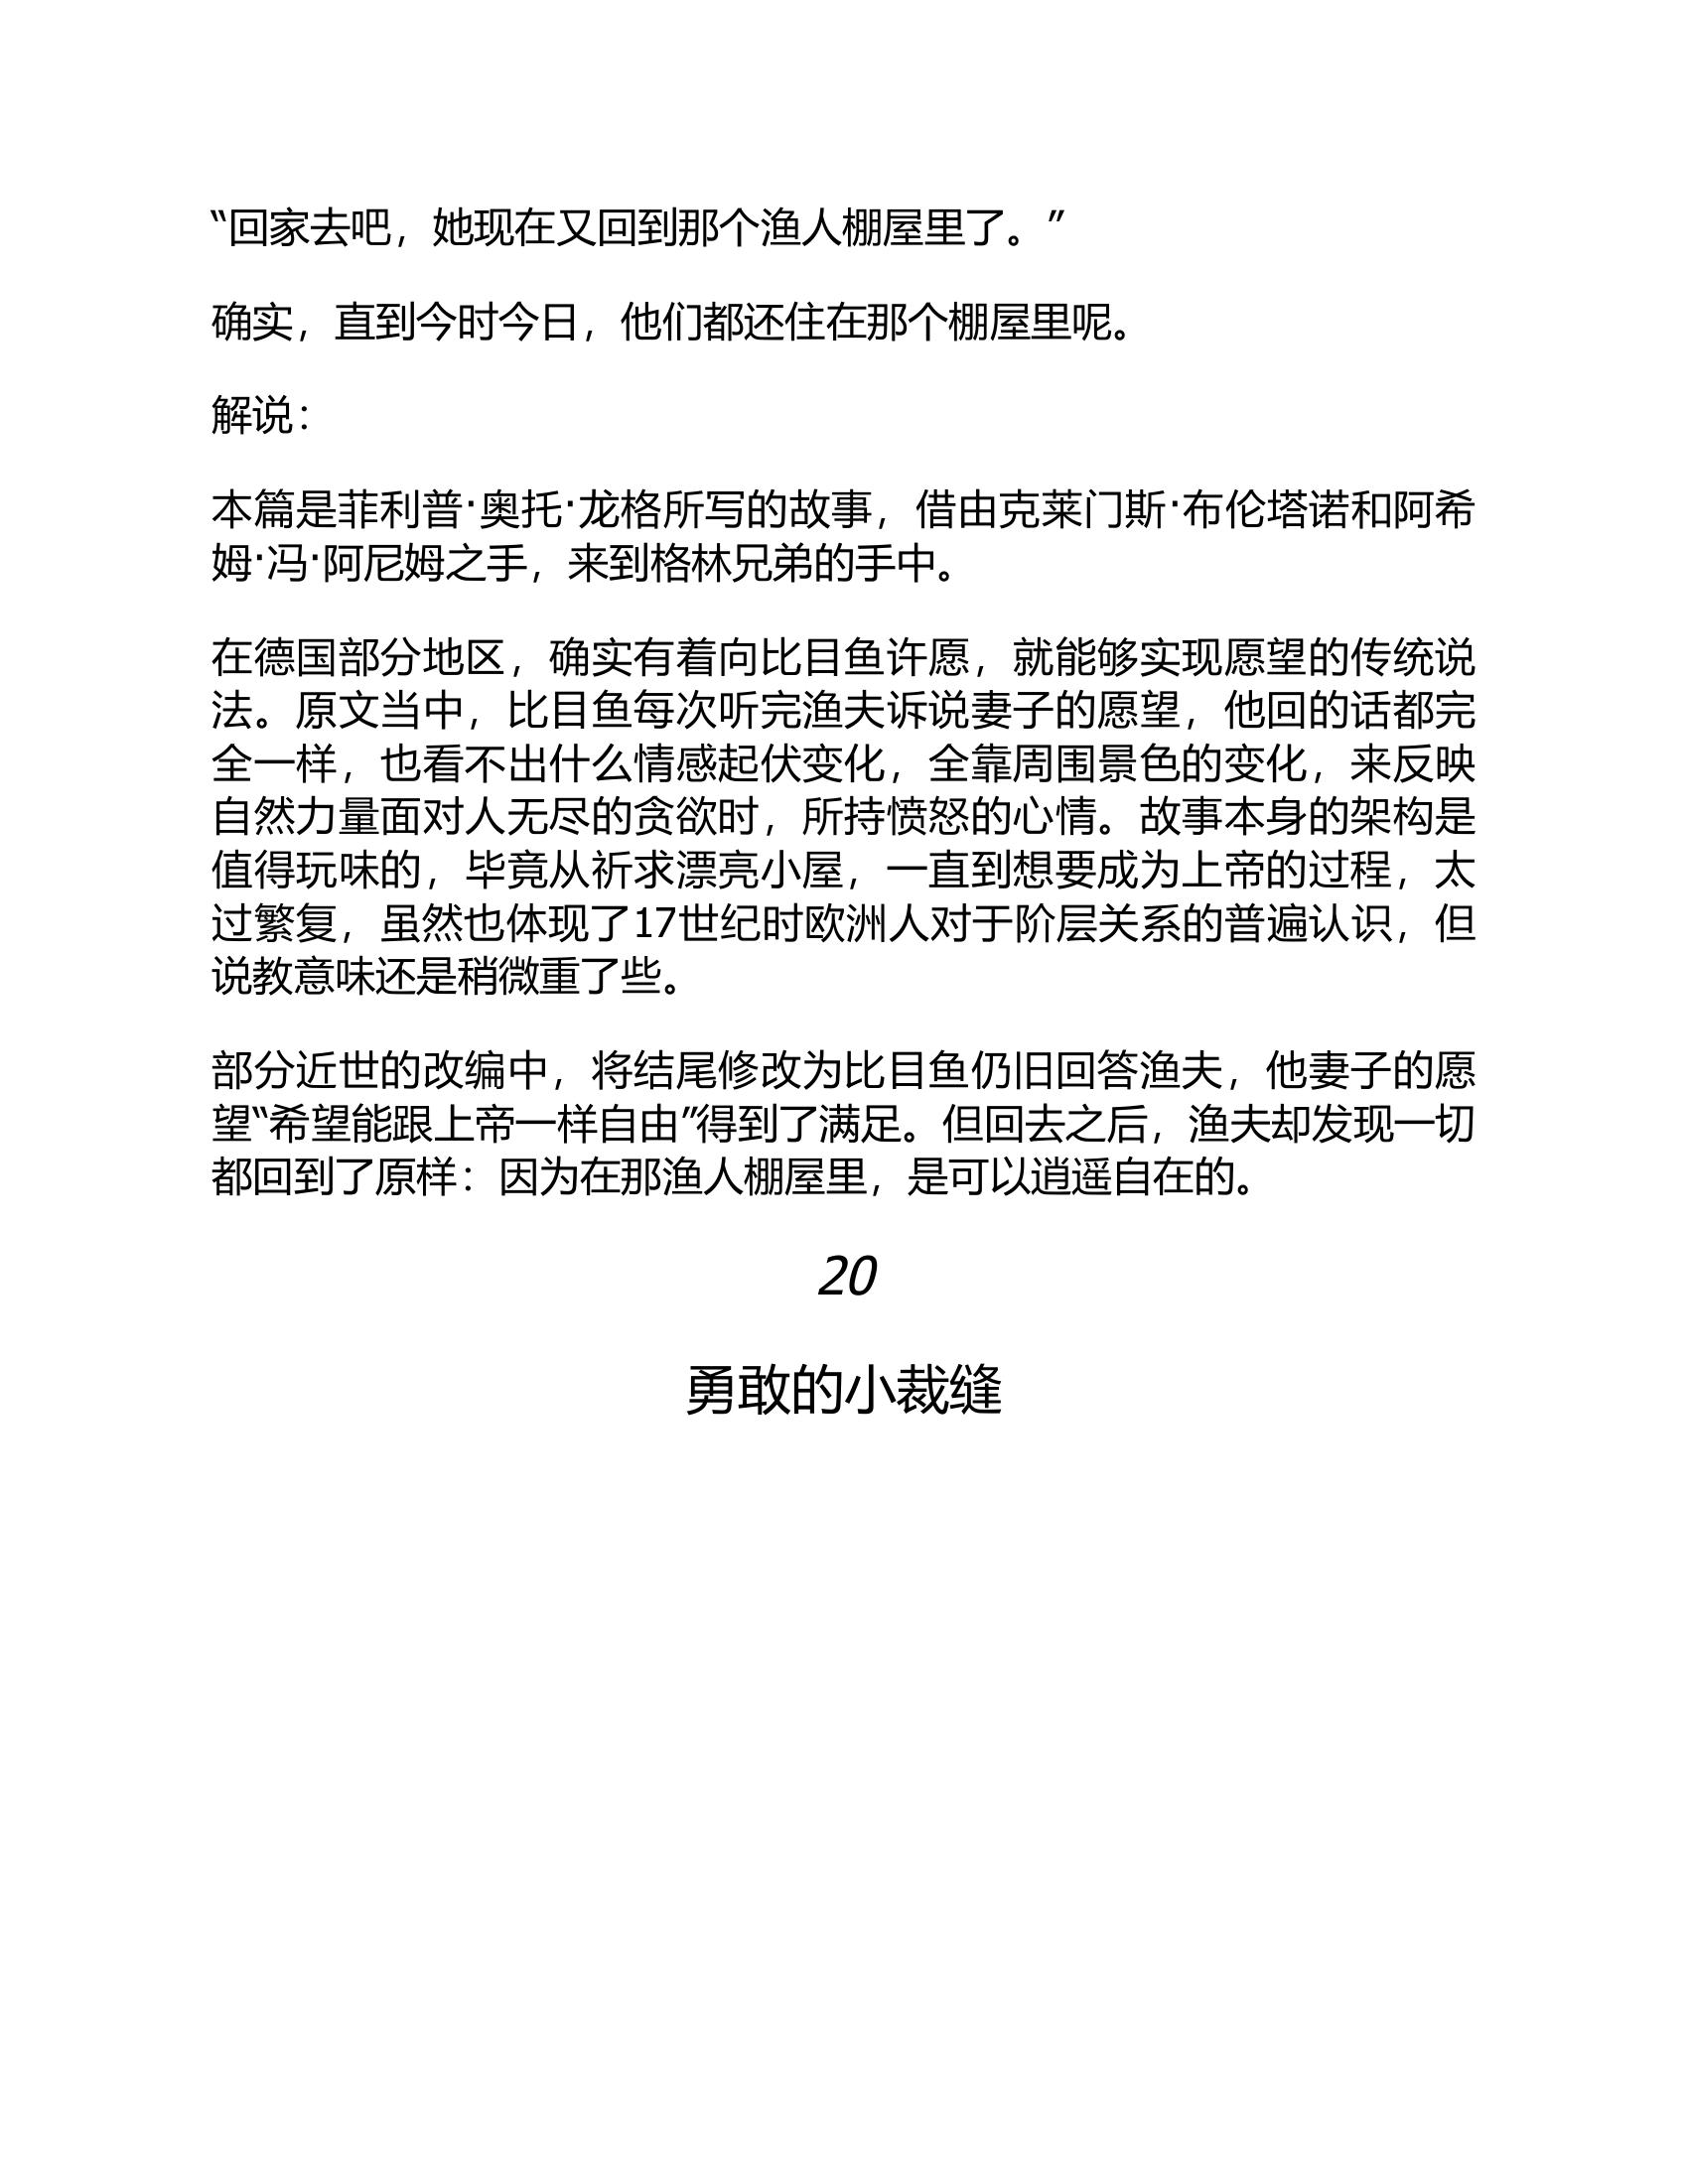 “回家去吧，她现在又回到那个渔人棚屋里了。”
确实，直到今时今日，他们都还住在那个棚屋里呢。
解说：
本篇是菲利普·奥托·龙格所写的故事，借由克莱门斯·布伦塔诺和阿希
姆·冯·阿尼姆之手，来到格林兄弟的手中。
在德国部分地区，确实有着向比目鱼许愿，就能够实现愿望的传统说
法。原文当中，比目鱼每次听完渔夫诉说妻子的愿望，他回的话都完
全一样，也看不出什么情感起伏变化，全靠周围景色的变化，来反映
自然力量面对人无尽的贪欲时，所持愤怒的心情。故事本身的架构是
值得玩味的，毕竟从祈求漂亮小屋，一直到想要成为上帝的过程，太
过繁复，虽然也体现了17世纪时欧洲人对于阶层关系的普遍认识，但
说教意味还是稍微重了些。
部分近世的改编中，将结尾修改为比目鱼仍旧回答渔夫，他妻子的愿
望“希望能跟上帝一样自由”得到了满足。但回去之后，渔夫却发现一切
都回到了原样：因为在那渔人棚屋里，是可以逍遥自在的。
20
勇敢的小裁缝